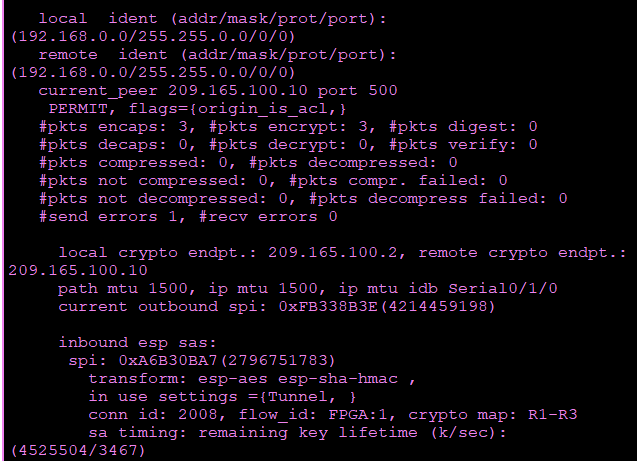 local ident (addr/mask/prot/port):
(192.168.0.0/255.255.0.0/0/0)
remote ident (addr/mask/prot/port):
(192.168.0.0/255.255.0.0/0/0)
current_peer 209.165.100.10 port 500
PERMIT, flags={origin_is_acl,}
#pkts encaps: 3, #pkts encrypt: 3, #pkts digest: 0
#pkts decaps: 0, #pkts decrypt: 0, #pkts verify: 0
#pkts compressed: 0, #pkts decompressed: 0
#pkts not compressed: 0, #pkts compr. failed: 0
#pkts not decompressed: 0, #pkts decompress failed: 0
#send errors 1, #recv errors 0
local crypto endpt.: 209.165.100.2, remote crypto endpt.:
209.165.100.10
path mtu 1500, ip mtu 1500, ip mtu idb Serial0/1/0
current outbound spi: 0xFB338B3E(4214459198)
inbound esp sas:
spi: 0xA6B30BA7(2796751783)
transform: esp-aes esp-sha-hmac ,
in use settings ={Tunnel, }
conn id: 2008, flow_id: FPGA:1, crypto map: R1-R3
sa timing: remaining key lifetime (k/sec):
(4525504/3467)